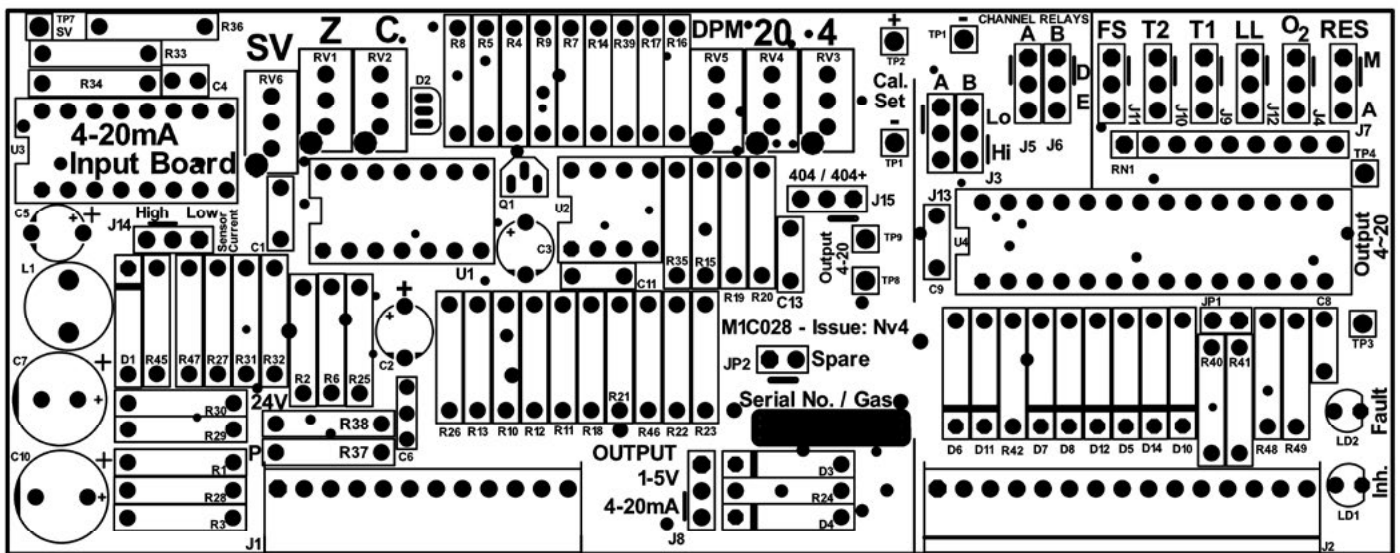 TP7
SV
R36
R33
R34
C4
SV
Z
C.
RV6
RV1
RV2
D2
R8
R5
R4
R9
R7
R14
R39
R17
R16
DPM
20
4
RV5
RV4
RV3
+
TP2
Cal.
Set
-
TP1
-
TP1
CHANNEL RELAYS
A
B
D
E
A
B
Lo
Hi
J5
J6
J3
FS
T2
T1
LL
O2
RES
M
A
J11
J10
J9
J12
J4
J7
RN1
TP4
U3
4-20mA
Input Board
C5
+
+
J14
High
Low
Sensor
Current
C1
U1
Q1
C3
+
U2
C11
R35
R15
R19
R20
404 / 404+
J15
C13
Output
4-20
TP9
TP8
J13
C9
U4
Output
4~20
L1
D1
R45
R47
R27
R31
R32
R2
R6
R25
+
+
C2
C6
M1C028 - Issue: Nv4
JP2
Spare
Serial No. / Gas
JP1
C8
TP3
R40
R41
C7
+
+
24V
R30
R29
R38
R37
P
R26
R13
R10
R12
R11
R18
R21
R46
R22
R23
D6
D11
R42
D7
D8
D12
D5
D14
D10
R48
R49
LD2
Fault
C10
+
+
R1
R28
R3
J1
OUTPUT
1-5V
4-20mA
J8
D3
R24
D4
J2
LD1
Inh.